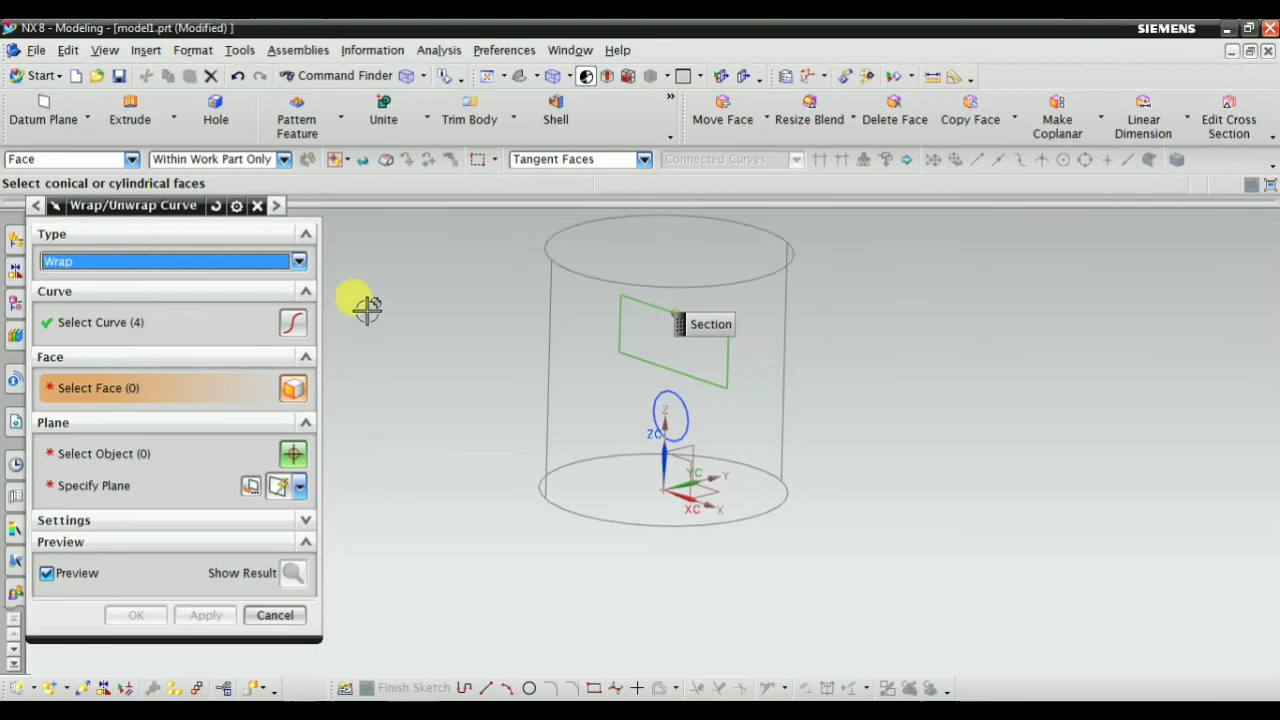 NX 8 - Modeling - [model1.prt (Modified) ]
SIEMENS
File Edit View Insert Format Tools Assemblies Information Analysis Preferences Window Help
Start Command Finder
Datum Plane Extrude Hole Pattern Feature Unite Trim Body Shell » Move Face Resize Blend Delete Face Copy Face Make Coplanar Linear Dimension Edit Cross Section
Face Within Work Part Only Tangent Faces Connected Curves
Select conical or cylindrical faces
Wrap/Unwrap Curve
Type
Wrap
Curve
Select Curve (4)
Section
Face
* Select Face (0)
Plane
Z
ZC
* Select Object (0)
YC Y
* Specify Plane
XC X
Settings
Preview
Preview Show Result
OK Apply Cancel
Finish Sketch